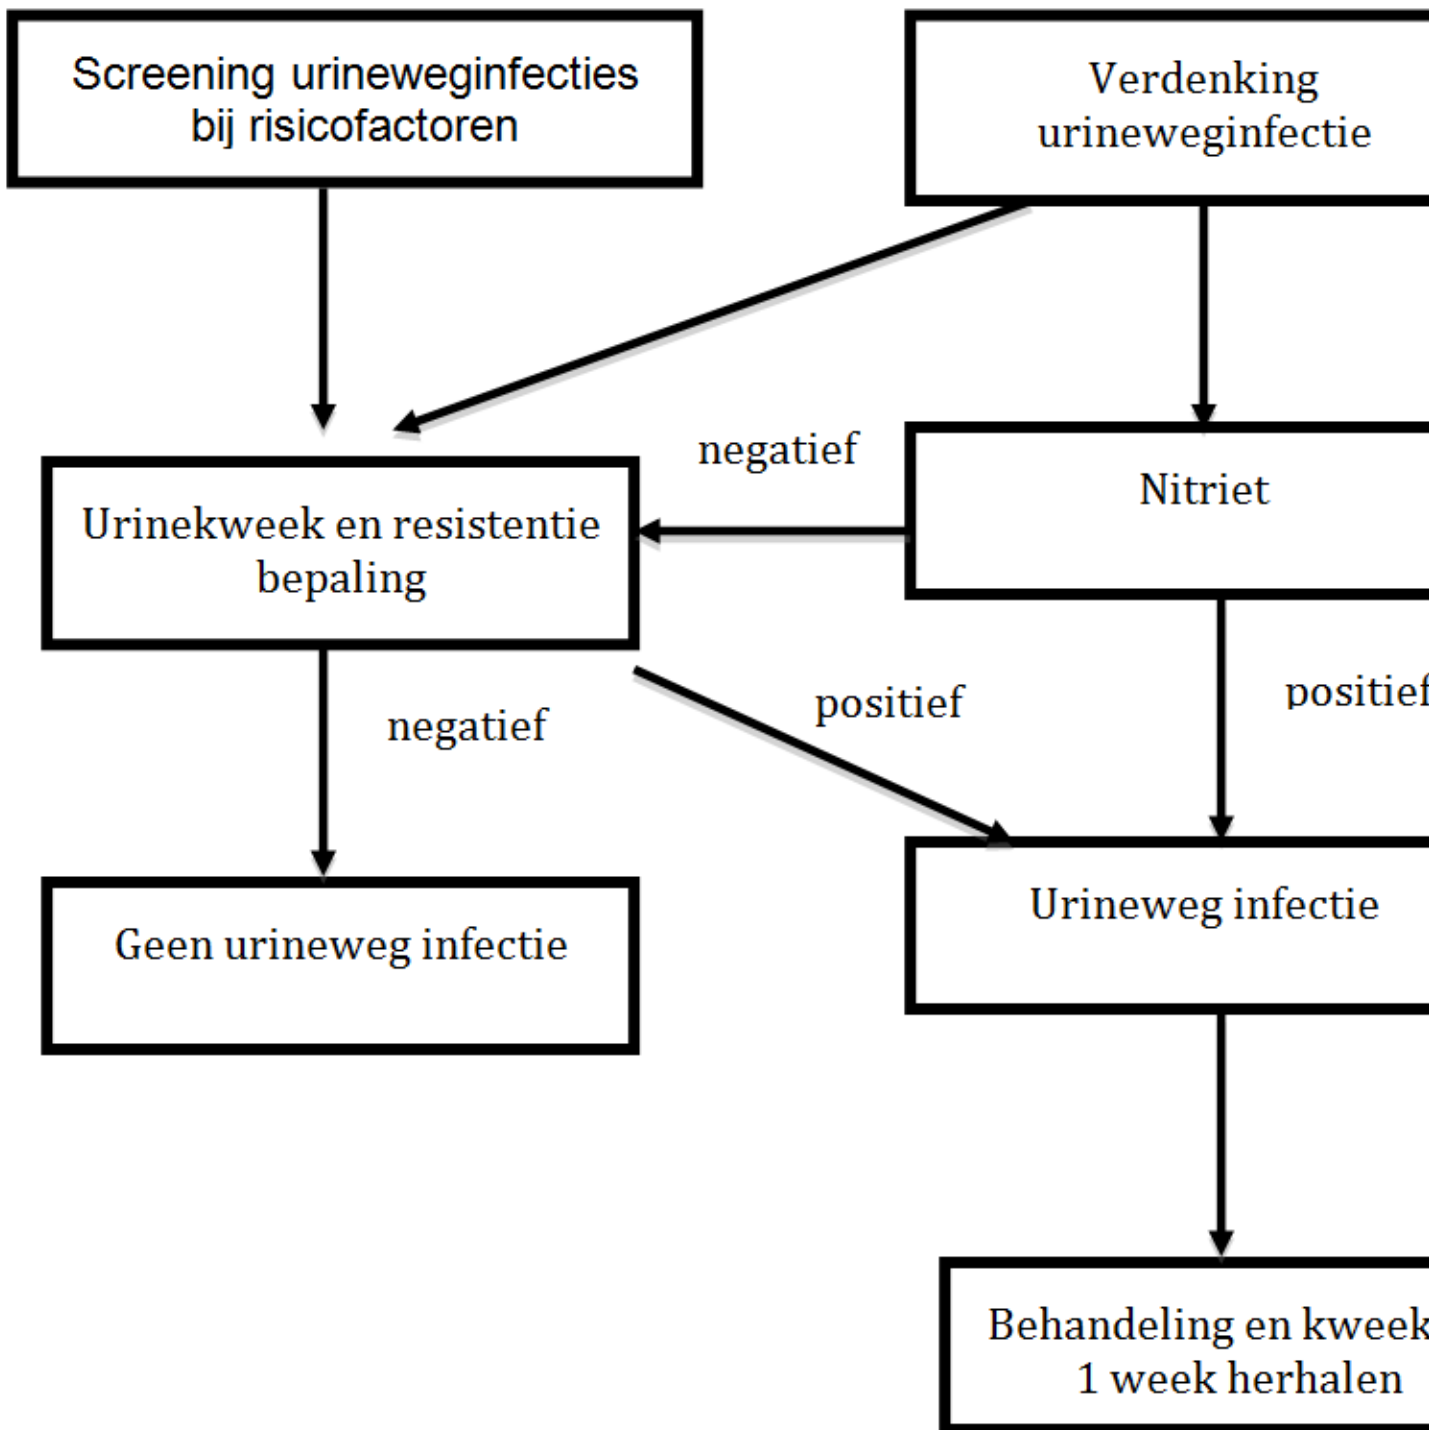 Screening urineweginfecties
bij risicofactoren
Verdenking
urineweginfectie
negatief
Nitriet
Urinekweek en resistentie
bepaling
negatief
positief
positief
Geen urineweg infectie
Urineweg infectie
Behandeling en kweek
1 week herhalen